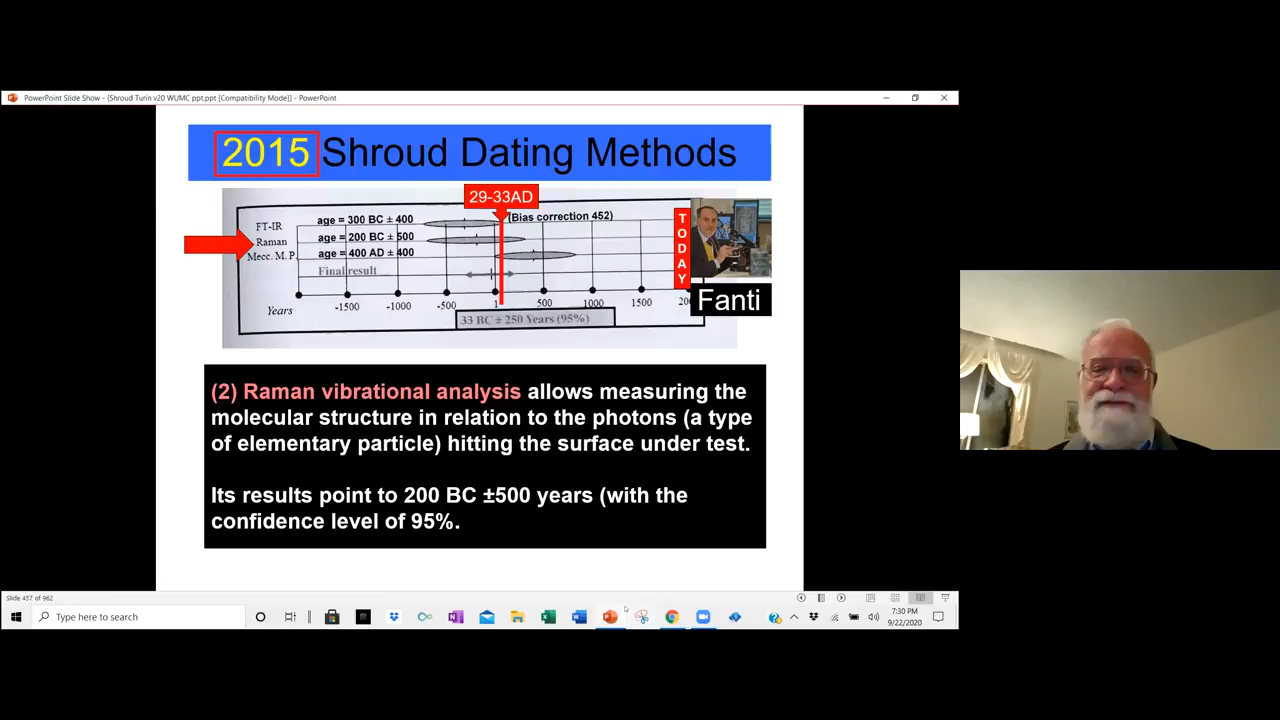 PowerPoint Slide Show - [Shroud Turin v20 WUMC ppt.ppt [Compatibility Mode]] - PowerPoint
2015 Shroud Dating Methods
29-33AD
FT-IR age = 300 BC ± 400 (Bias correction 452)
Raman age = 200 BC ± 500
Mecc. M. P. age = 400 AD ± 400
Final result
TODAY
Years -1500 -1000 -500 1 500 1000 1500
33 BC ± 250 Years (95%)
Fanti
(2) Raman vibrational analysis allows measuring the
molecular structure in relation to the photons (a type
of elementary particle) hitting the surface under test.
Its results point to 200 BC ±500 years (with the
confidence level of 95%.
Slide 457 of 962
Type here to search
7:30 PM
9/22/2020